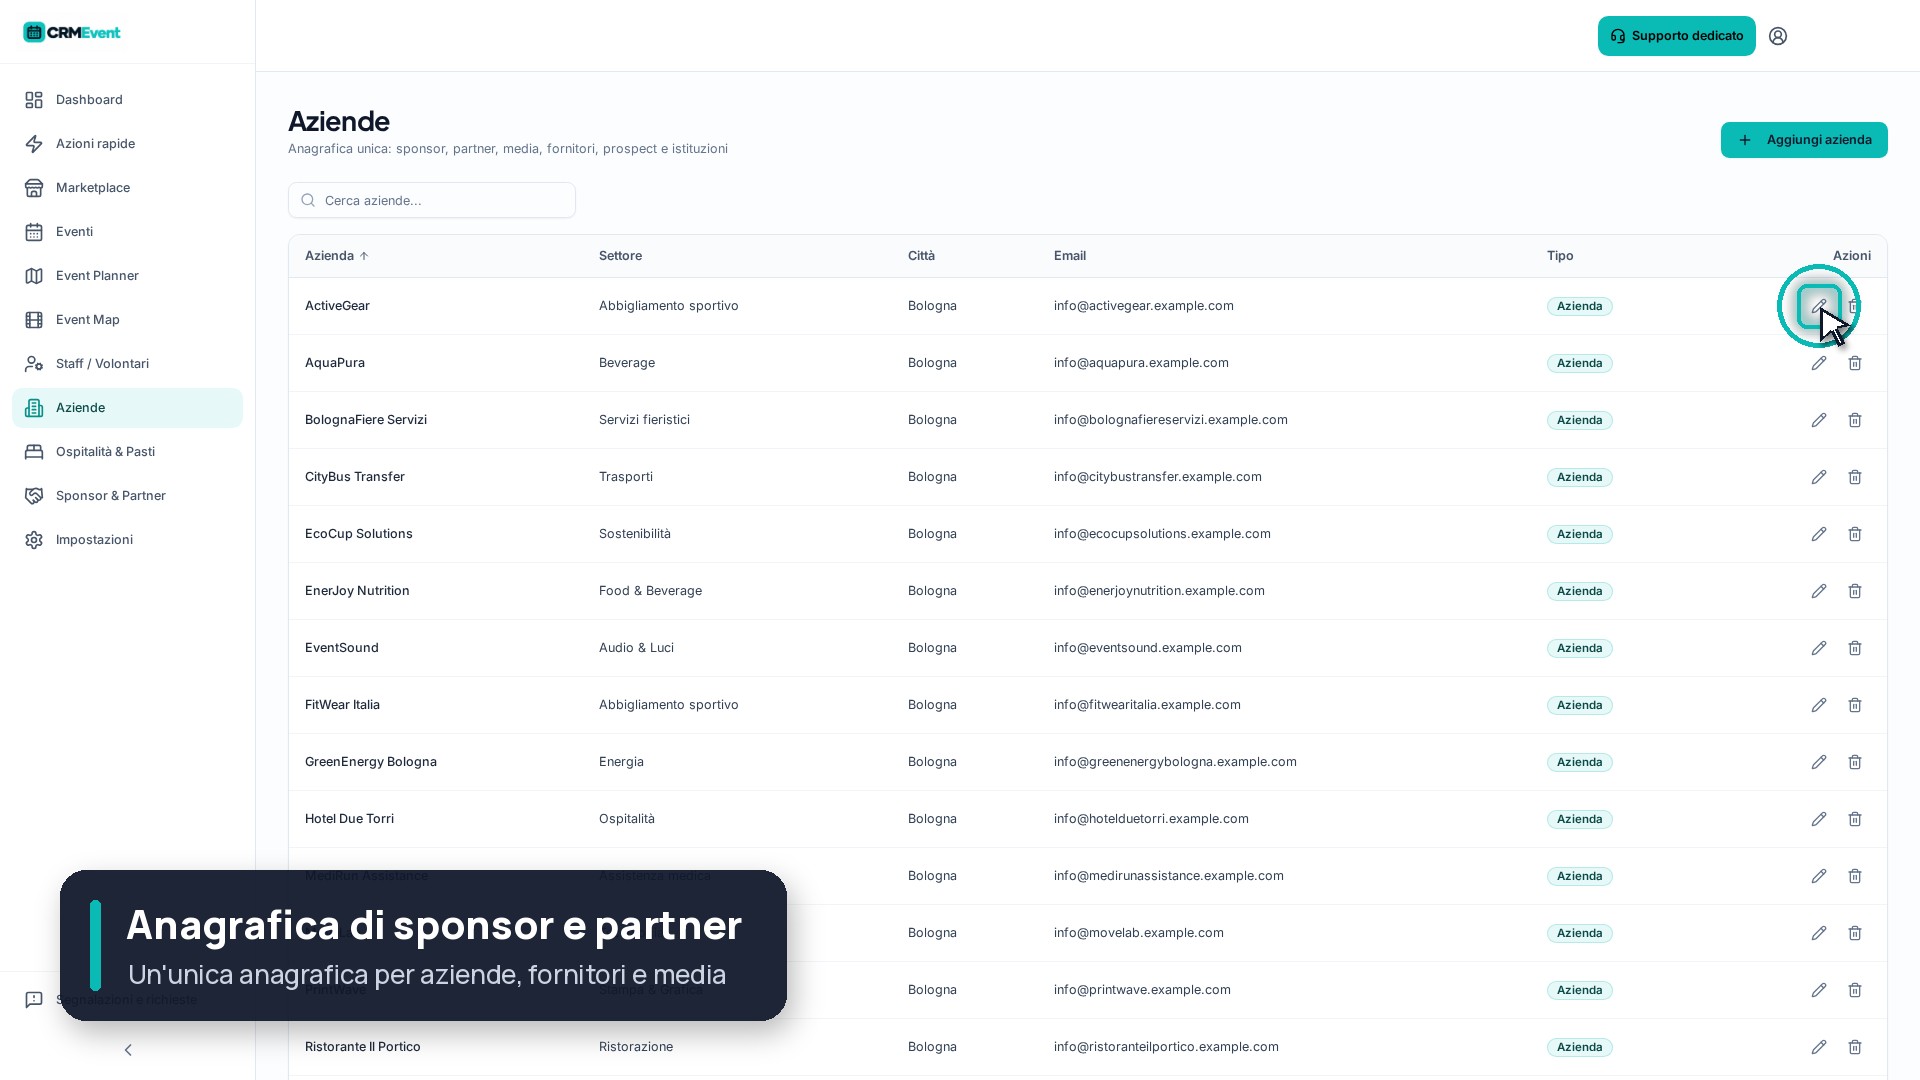 CRMEvent
Supporto dedicato
Dashboard
Azioni rapide
Marketplace
Eventi
Event Planner
Event Map
Staff / Volontari
Aziende
Ospitalità & Pasti
Sponsor & Partner
Impostazioni
Segnalazioni e richieste
Aziende
Anagrafica unica: sponsor, partner, media, fornitori, prospect e istituzioni
Aggiungi azienda
Cerca aziende...
Azienda Settore Città Email Tipo Azioni
ActiveGear Abbigliamento sportivo Bologna info@activegear.example.com Azienda
AquaPura Beverage Bologna info@aquapura.example.com Azienda
BolognaFiere Servizi Servizi fieristici Bologna info@bolognafiereservizi.example.com Azienda
CityBus Transfer Trasporti Bologna info@citybustransfer.example.com Azienda
EcoCup Solutions Sostenibilità Bologna info@ecocupsolutions.example.com Azienda
EnerJoy Nutrition Food & Beverage Bologna info@enerjoynutrition.example.com Azienda
EventSound Audio & Luci Bologna info@eventsound.example.com Azienda
FitWear Italia Abbigliamento sportivo Bologna info@fitwearitalia.example.com Azienda
GreenEnergy Bologna Energia Bologna info@greenenergybologna.example.com Azienda
Hotel Due Torri Ospitalità Bologna info@hotelduetorri.example.com Azienda
MediRun Assistance Assistenza medica Bologna info@medirunassistance.example.com Azienda
Bologna info@movelab.example.com Azienda
PrintWave Stampa & Grafica Bologna info@printwave.example.com Azienda
Ristorante Il Portico Ristorazione Bologna info@ristoranteilportico.example.com Azienda
Anagrafica di sponsor e partner
Un'unica anagrafica per aziende, fornitori e media